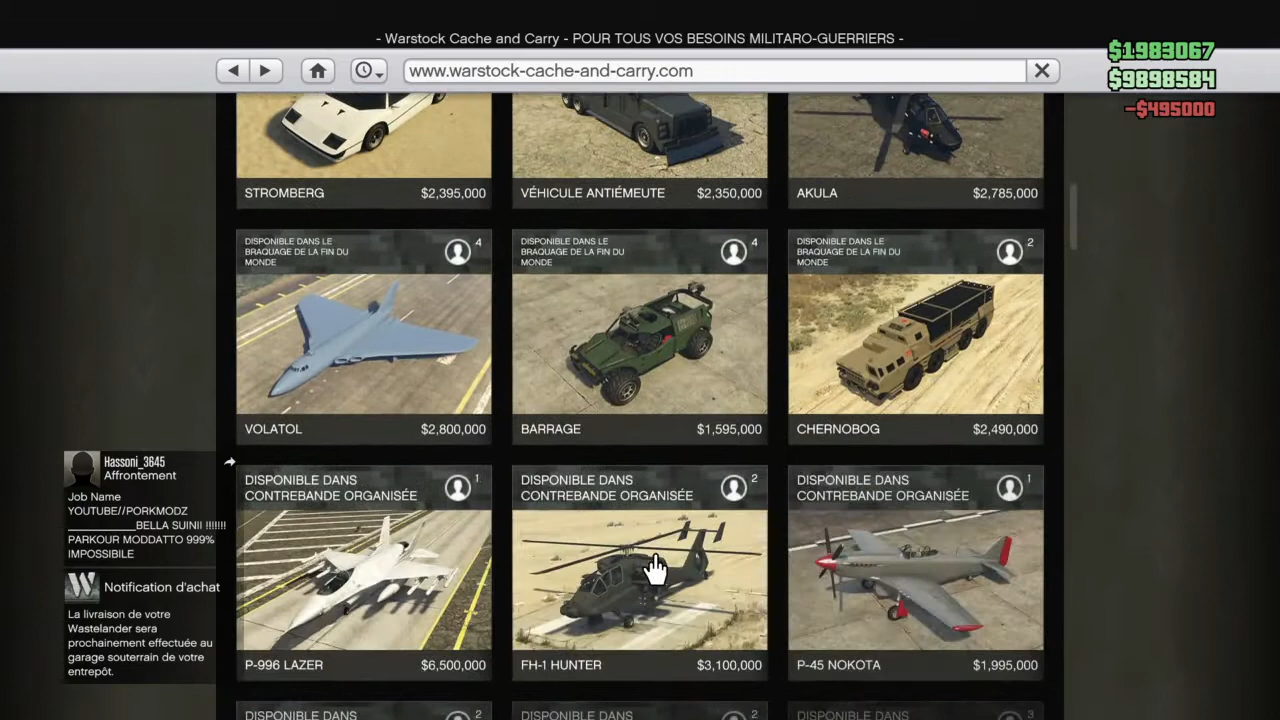 - Warstock Cache and Carry - POUR TOUS VOS BESOINS MILITARO-GUERRIERS -
www.warstock-cache-and-carry.com
$1983067
$9898584
-$495000
STROMBERG $2,395,000
VÉHICULE ANTIÉMEUTE $2,350,000
AKULA $2,785,000
DISPONIBLE DANS LE
BRAQUAGE DE LA FIN DU
MONDE
4
DISPONIBLE DANS LE
BRAQUAGE DE LA FIN DU
MONDE
4
DISPONIBLE DANS LE
BRAQUAGE DE LA FIN DU
MONDE
2
VOLATOL $2,800,000
BARRAGE $1,595,000
CHERNOBOG $2,490,000
DISPONIBLE DANS
CONTREBANDE ORGANISÉE
1
DISPONIBLE DANS
CONTREBANDE ORGANISÉE
2
DISPONIBLE DANS
CONTREBANDE ORGANISÉE
1
P-996 LAZER $6,500,000
FH-1 HUNTER $3,100,000
P-45 NOKOTA $1,995,000
DISPONIBLE DANS
2
DISPONIBLE DANS
2
DISPONIBLE DANS
3
Hassoni_3645
Affrontement
Job Name
YOUTUBE//PORKMODZ
____________BELLA SUINII !!!!!!!
PARKOUR MODDATTO 999%
IMPOSSIBILE
Notification d'achat
La livraison de votre
Wastelander sera
prochainement effectuée au
garage souterrain de votre
entrepôt.